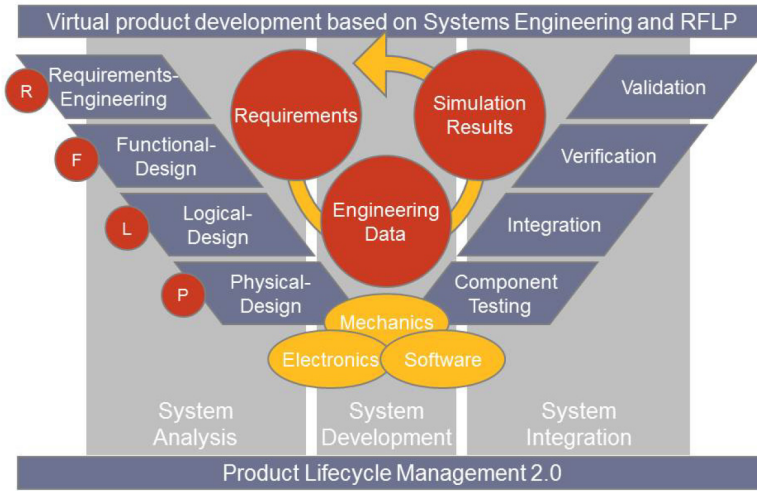 Virtual product development based on Systems Engineering and RFLP
R
Requirements-
Engineering
F
Functional-
Design
L
Logical-
Design
P
Physical-
Design
Requirements
Simulation
Results
Engineering
Data
Validation
Verification
Integration
Component
Testing
Mechanics
Electronics
Software
System
Analysis
System
Development
System
Integration
Product Lifecycle Management 2.0